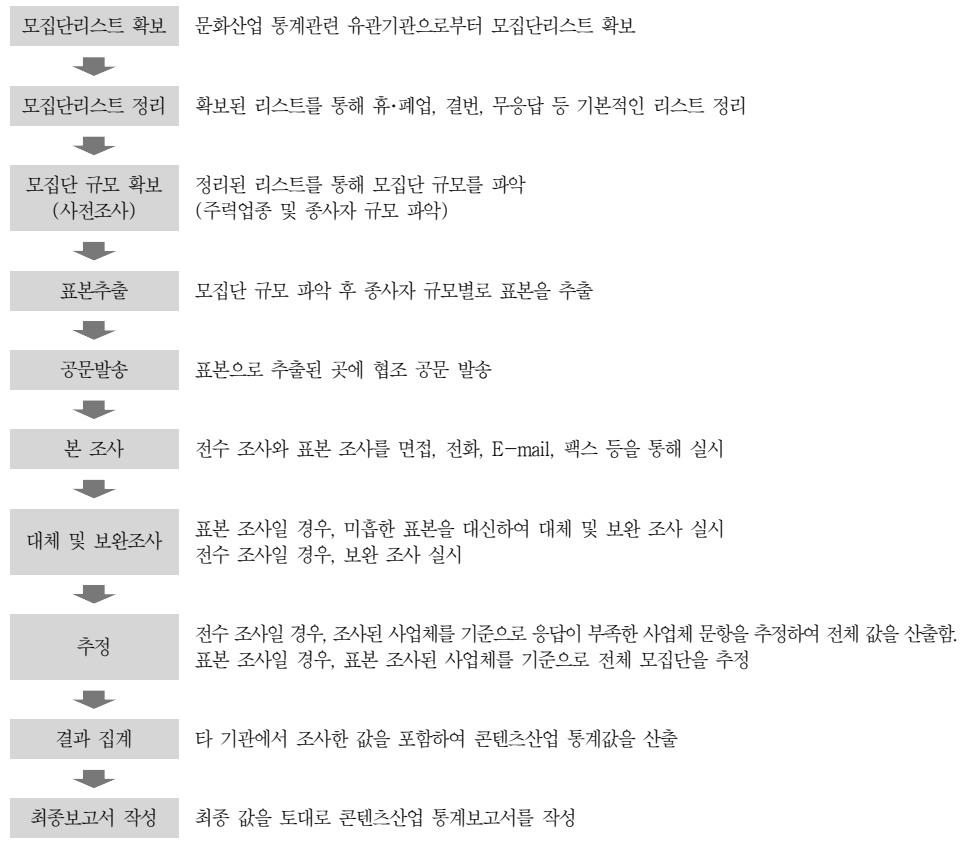 모집단리스트 확보
문화산업 통계관련 유관기관으로부터 모집단리스트 확보
모집단리스트 정리
확보된 리스트를 통해 휴·폐업, 결번, 무응답 등 기본적인 리스트 정리
모집단 규모 확보
(사전조사)
정리된 리스트를 통해 모집단 규모를 파악
(주력업종 및 종사자 규모 파악)
표본추출
모집단 규모 파악 후 종사자 규모별로 표본을 추출
공문발송
표본으로 추출된 곳에 협조 공문 발송
본 조사
전수 조사와 표본 조사를 면접, 전화, E-mail, 팩스 등을 통해 실시
대체 및 보완조사
표본 조사일 경우, 미흡한 표본을 대신하여 대체 및 보완 조사 실시
전수 조사일 경우, 보완 조사 실시
추정
전수 조사일 경우, 조사된 사업체를 기준으로 응답이 부족한 사업체 문항을 추정하여 전체 값을 산출함.
표본 조사일 경우, 표본 조사된 사업체를 기준으로 전체 모집단을 추정
결과 집계
타 기관에서 조사한 값을 포함하여 콘텐츠산업 통계값을 산출
최종보고서 작성
최종 값을 토대로 콘텐츠산업 통계보고서를 작성